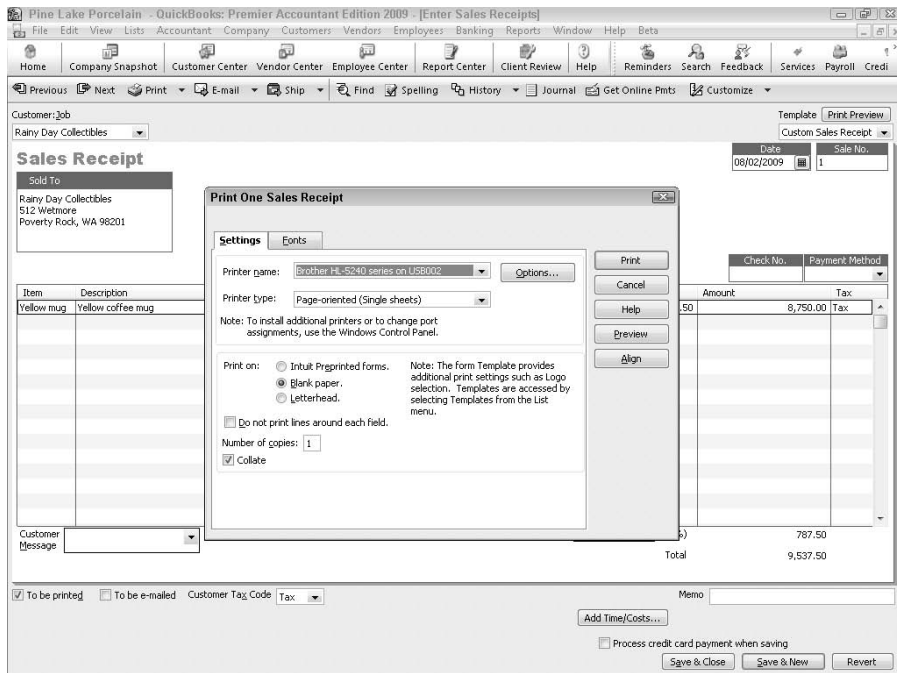 Pine Lake Porcelain - QuickBooks: Premier Accountant Edition 2009 - [Enter Sales Receipts]
File Edit View Lists Accountant Company Customers Vendors Employees Banking Reports Window Help Beta
Home Company Snapshot Customer Center Vendor Center Employee Center Report Center Client Review Help Reminders Search Feedback Services Payroll Credi
Previous Next Print E-mail Ship Find Spelling History Journal Get Online Pmts Customize
Customer:Job Template Print Preview
Rainy Day Collectibles Custom Sales Receipt
Sales Receipt
Date Sale No.
08/02/2009 1
Sold To
Rainy Day Collectibles
512 Wetmore
Poverty Rock, WA 98201
Check No. Payment Method
Item Description Amount Tax
Yellow mug Yellow coffee mug .50 8,750.00 Tax
Print One Sales Receipt
Settings Fonts
Printer name: Brother HL-5240 series on USB002 Options...
Printer type: Page-oriented (Single sheets)
Note: To install additional printers or to change port
assignments, use the Windows Control Panel.
Print on: Intuit Preprinted forms.
Blank paper.
Letterhead.
Note: The form Template provides
additional print settings such as Logo
selection. Templates are accessed by
selecting Templates from the List
menu.
Do not print lines around each field.
Number of copies: 1
Collate
Print
Cancel
Help
Preview
Align
Customer
Message
%) 787.50
Total 9,537.50
To be printed To be e-mailed Customer Tax Code Tax Memo
Add Time/Costs...
Process credit card payment when saving
Save & Close Save & New Revert